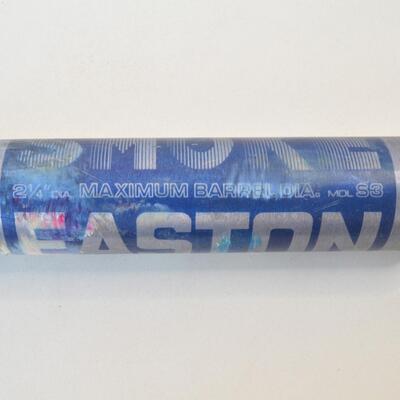 SMOKE
2¼" DIA. MAXIMUM BARREL DIA. MDL S3
EASTON